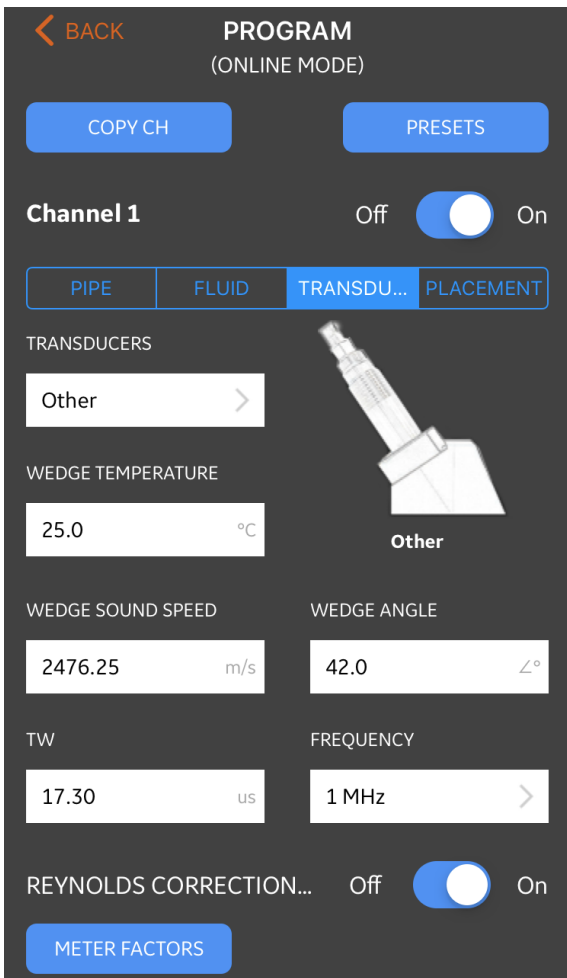 BACK
PROGRAM
(ONLINE MODE)
COPY CH
PRESETS
Channel 1
Off
On
PIPE
FLUID
TRANSDU...
PLACEMENT
TRANSDUCERS
Other
WEDGE TEMPERATURE
25.0 °C
Other
WEDGE SOUND SPEED
WEDGE ANGLE
2476.25 m/s
42.0 ∠°
TW
FREQUENCY
17.30 us
1 MHz
REYNOLDS CORRECTION...
Off
On
METER FACTORS